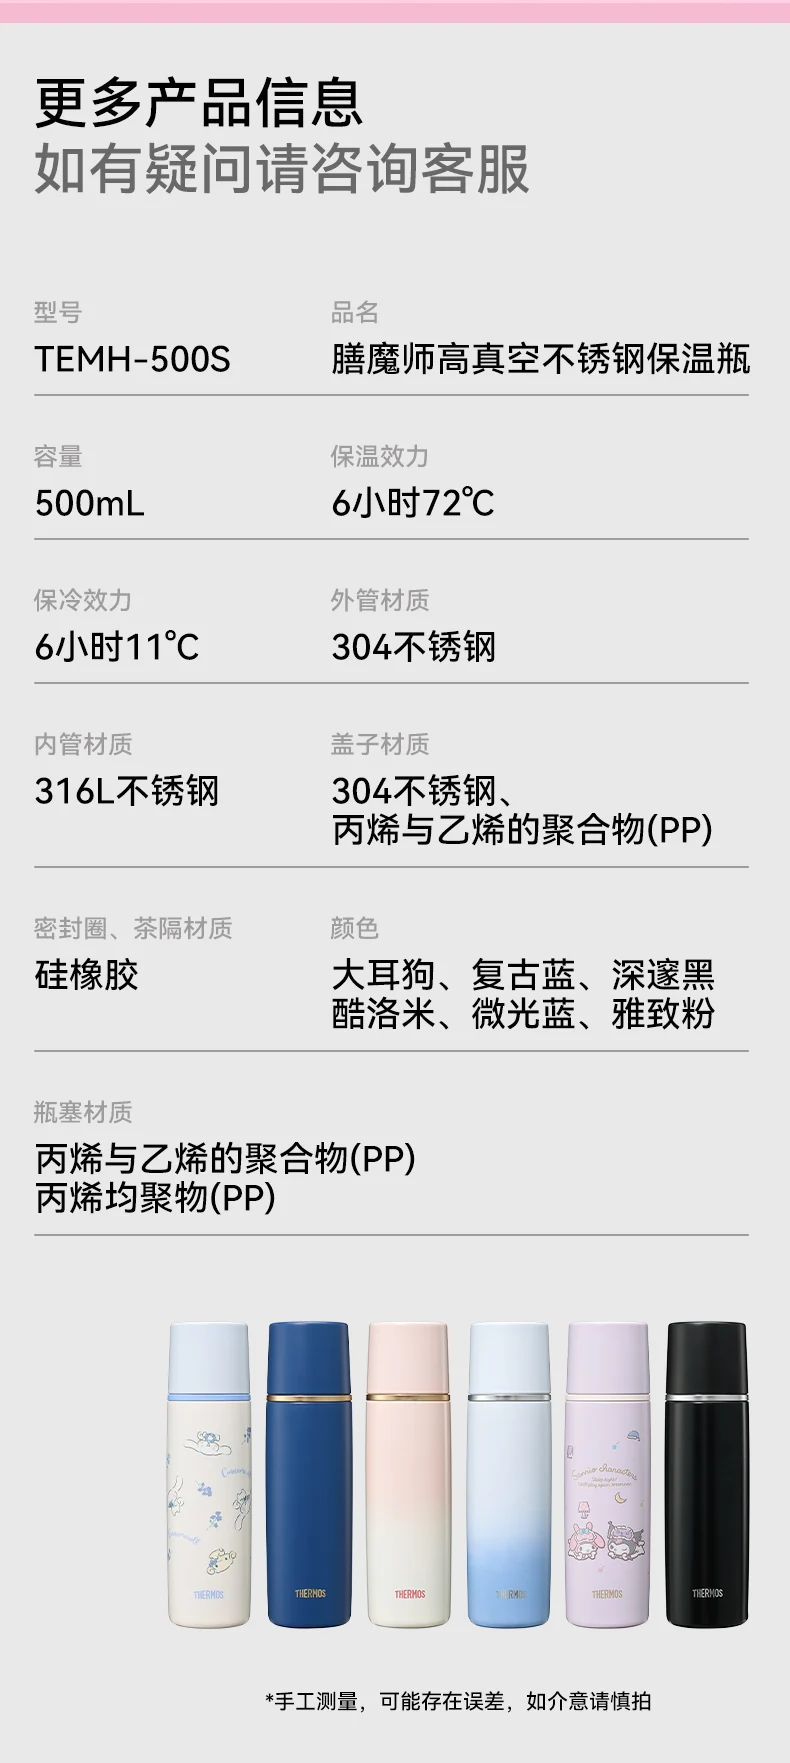 更多产品信息
如有疑问请咨询客服
型号
TEMH-500S
品名
膳魔师高真空不锈钢保温瓶
容量
500mL
保温效力
6小时72℃
保冷效力
6小时11℃
外管材质
304不锈钢
内管材质
316L不锈钢
盖子材质
304不锈钢、
丙烯与乙烯的聚合物(PP)
密封圈、茶隔材质
硅橡胶
颜色
大耳狗、复古蓝、深邃黑
酷洛米、微光蓝、雅致粉
瓶塞材质
丙烯与乙烯的聚合物(PP)
丙烯均聚物(PP)
Sanrio characters
THERMOS
THERMOS
THERMOS
THERMOS
THERMOS
THERMOS
*手工测量，可能存在误差，如介意请慎拍